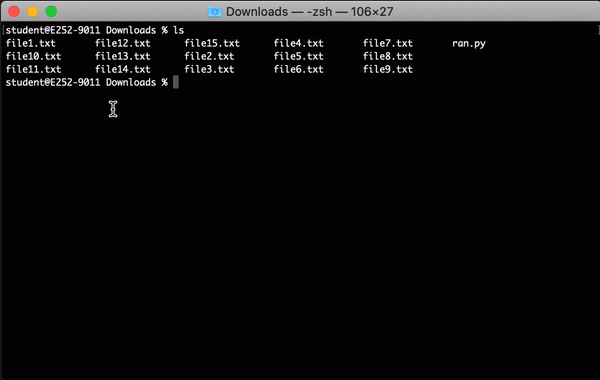 Downloads — -zsh — 106×27
[student@E252-9011 Downloads % ls ]
file1.txt file12.txt file15.txt file4.txt file7.txt ran.py
file10.txt file13.txt file2.txt file5.txt file8.txt
file11.txt file14.txt file3.txt file6.txt file9.txt
student@E252-9011 Downloads %